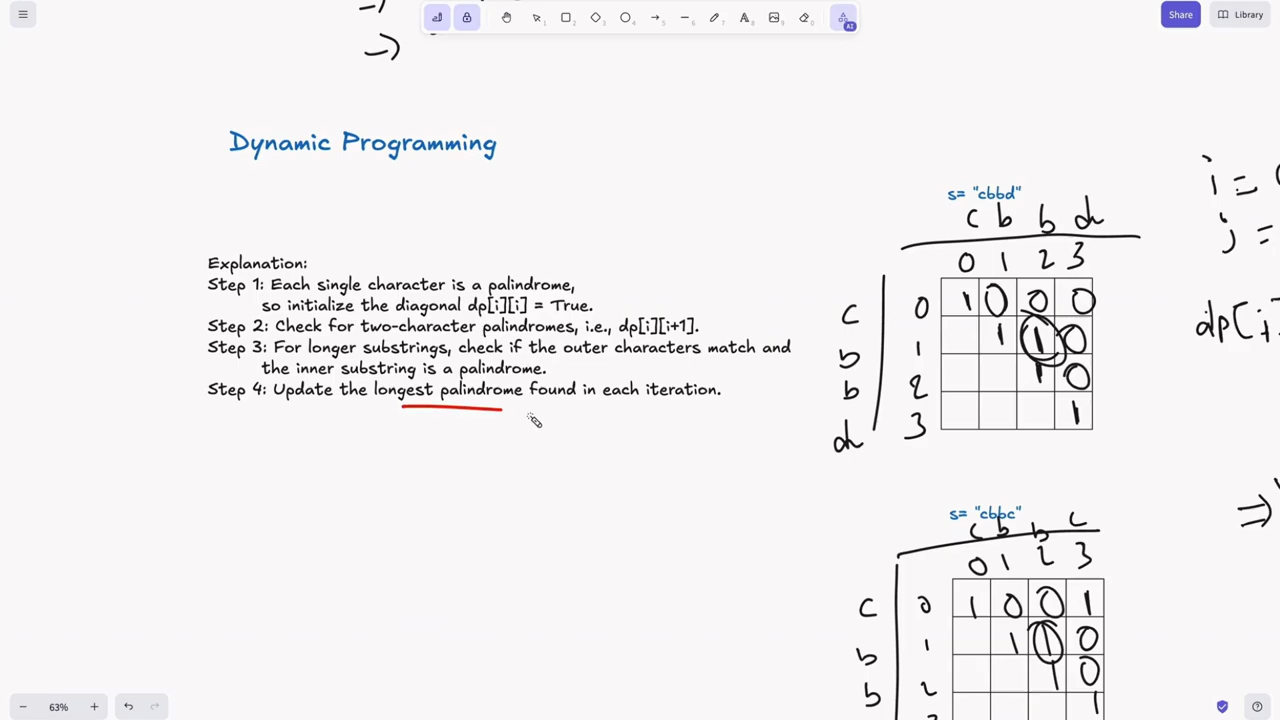 Share
Library
Dynamic Programming
Explanation:
Step 1: Each single character is a palindrome,
so initialize the diagonal dp[i][i] = True.
Step 2: Check for two-character palindromes, i.e., dp[i][i+1].
Step 3: For longer substrings, check if the outer characters match and
the inner substring is a palindrome.
Step 4: Update the longest palindrome found in each iteration.
s= "cbbd"
c b b d
0 1 2 3
c 0 1 0 0 0
b 1 1 1 0
b 2 1 0
d 3 1
i =
j =
dp[i]
s= "cbbc"
c b b c
0 1 2 3
c 0 1 0 0 1
b 1 1 1 0
b 2 1 0
1
=>
63%